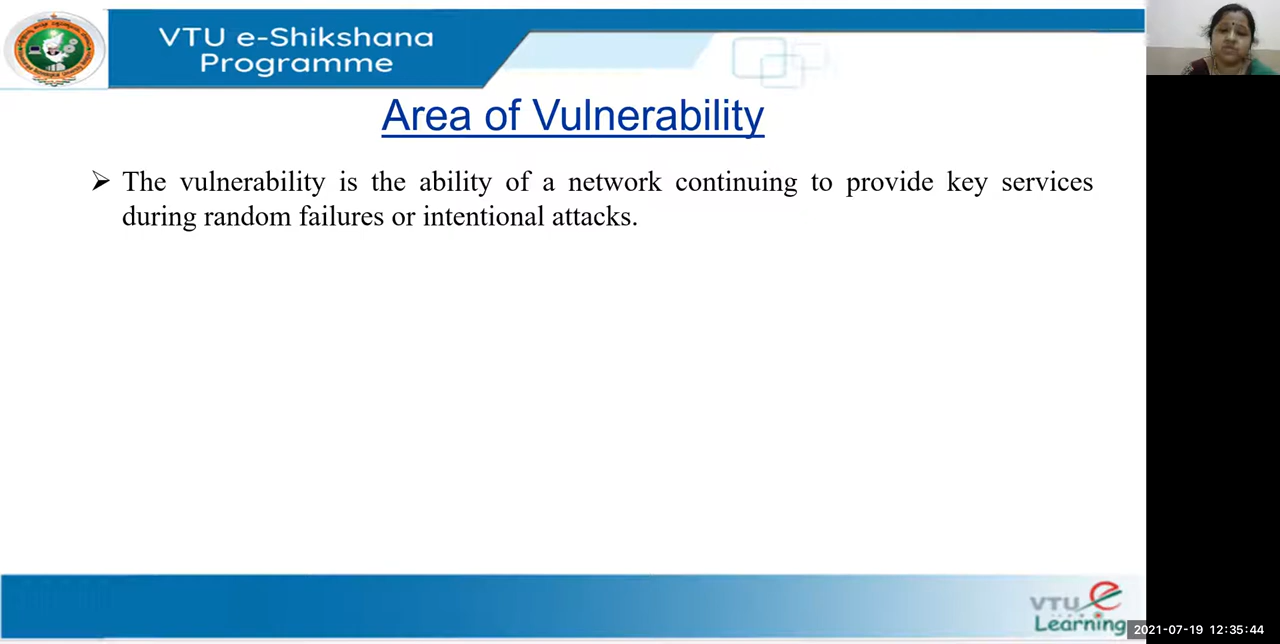 VTU e-Shikshana
Programme
Area of Vulnerability
➢ The vulnerability is the ability of a network continuing to provide key services
during random failures or intentional attacks.
VTU e
Learning
2021-07-19 12:35:44